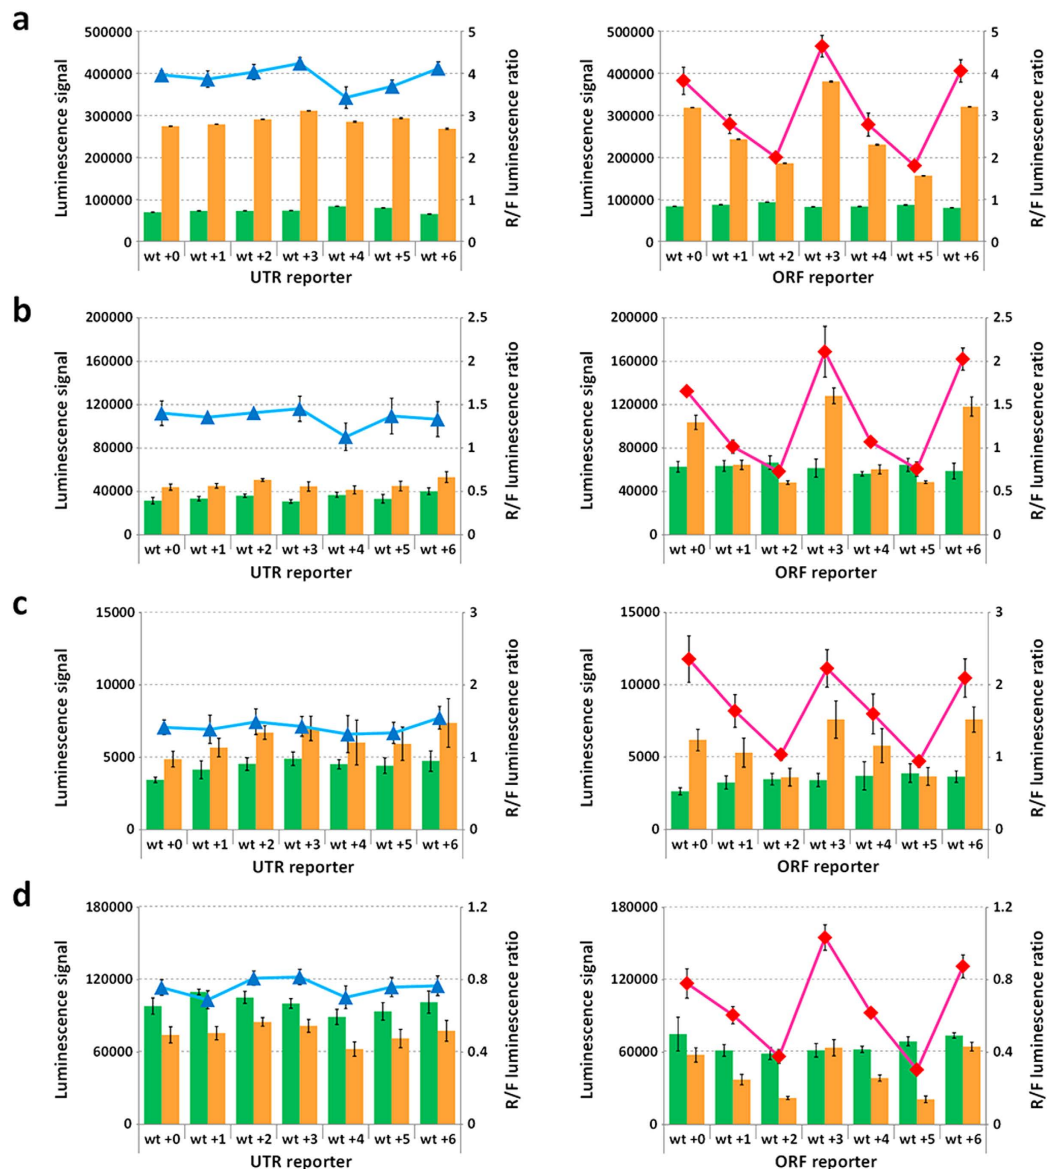 a
500000
400000
300000
200000
100000
0
Luminescence signal
5
4
3
2
1
0
R/F luminescence ratio
wt +0 wt +1 wt +2 wt +3 wt +4 wt +5 wt +6
UTR reporter
500000
400000
300000
200000
100000
0
Luminescence signal
5
4
3
2
1
0
R/F luminescence ratio
wt +0 wt +1 wt +2 wt +3 wt +4 wt +5 wt +6
ORF reporter
b
200000
160000
120000
80000
40000
0
Luminescence signal
2.5
2
1.5
1
0.5
0
R/F luminescence ratio
wt +0 wt +1 wt +2 wt +3 wt +4 wt +5 wt +6
UTR reporter
200000
160000
120000
80000
40000
0
Luminescence signal
2.5
2
1.5
1
0.5
0
R/F luminescence ratio
wt +0 wt +1 wt +2 wt +3 wt +4 wt +5 wt +6
ORF reporter
c
15000
10000
5000
0
Luminescence signal
3
2
1
0
R/F luminescence ratio
wt +0 wt +1 wt +2 wt +3 wt +4 wt +5 wt +6
UTR reporter
15000
10000
5000
0
Luminescence signal
3
2
1
0
R/F luminescence ratio
wt +0 wt +1 wt +2 wt +3 wt +4 wt +5 wt +6
ORF reporter
d
180000
120000
60000
0
Luminescence signal
1.2
0.8
0.4
0
R/F luminescence ratio
wt +0 wt +1 wt +2 wt +3 wt +4 wt +5 wt +6
UTR reporter
180000
120000
60000
0
Luminescence signal
1.2
0.8
0.4
0
R/F luminescence ratio
wt +0 wt +1 wt +2 wt +3 wt +4 wt +5 wt +6
ORF reporter